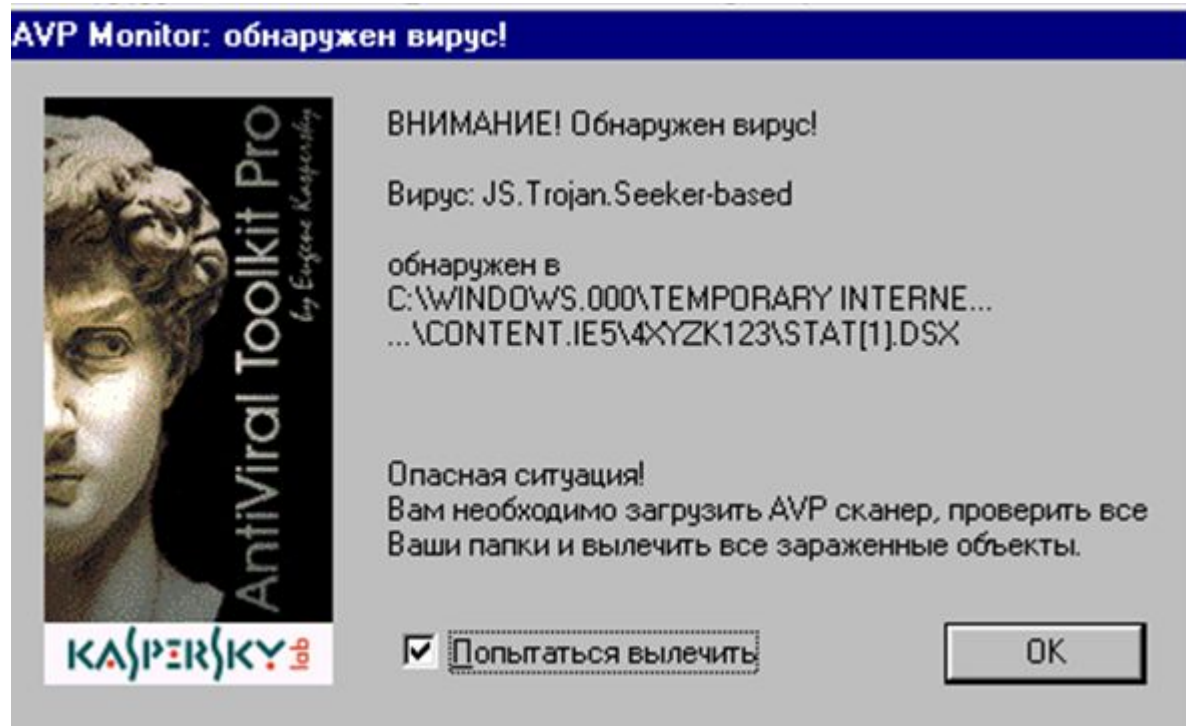 AVP Monitor: обнаружен вирус!
AntiViral Toolkit Pro
by Eugene Kaspersky
KASPERSKY lab
ВНИМАНИЕ! Обнаружен вирус!
Вирус: JS.Trojan.Seeker-based
обнаружен в
C:\WINDOWS.000\TEMPORARY INTERNE...
...\CONTENT.IE5\4XYZK123\STAT[1].DSX
Опасная ситуация!
Вам необходимо загрузить AVP сканер, проверить все
Ваши папки и вылечить все зараженные объекты.
Попытаться вылечить
OK